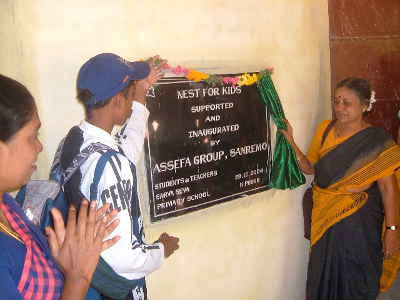 NEST FOR KIDS
SUPPORTED
AND
INAUGURATED
BY
ASSEFA GROUP, SANREMO
STUDENTS & TEACHERS
SARVA SEVA
PRIMARY SCHOOL